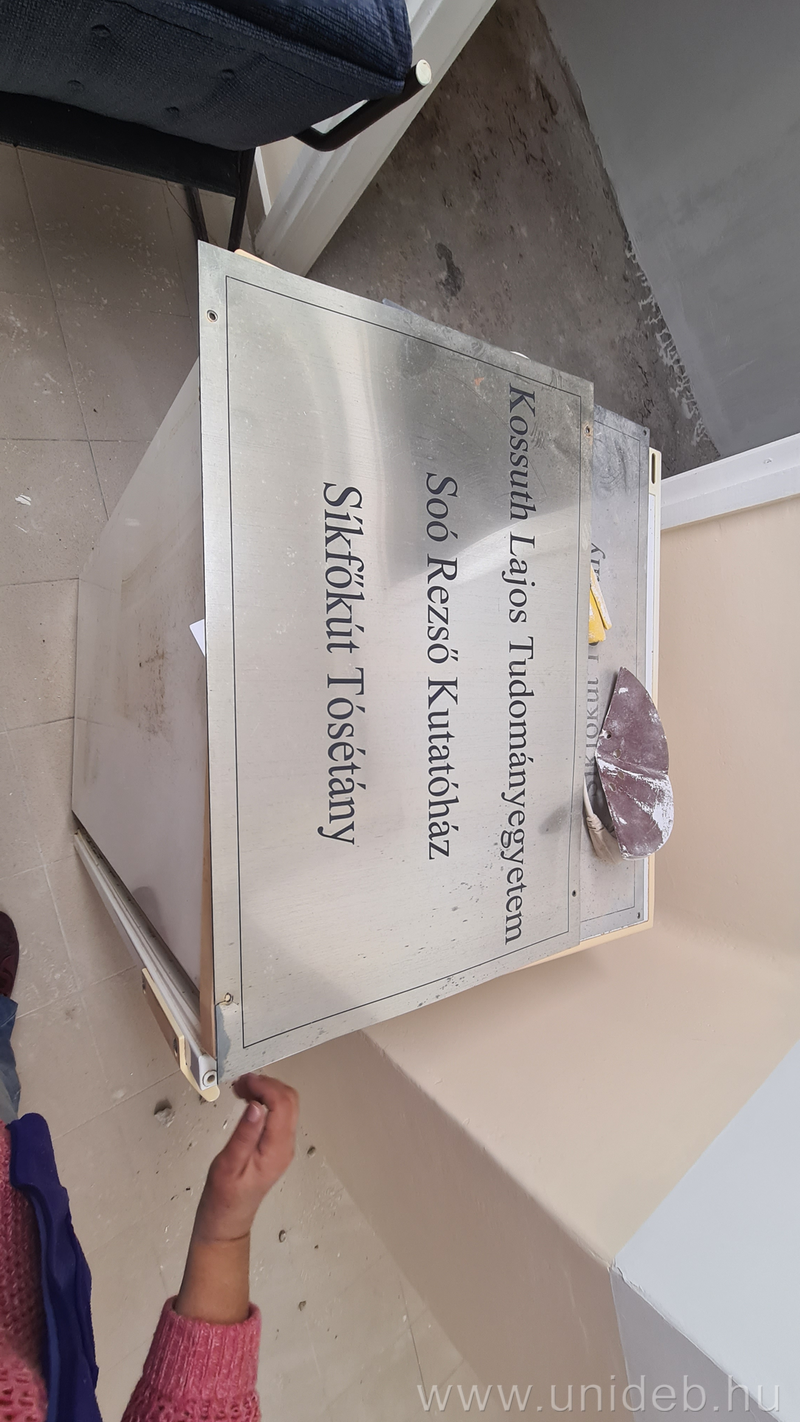 Kossuth Lajos Tudományegyetem
Soó Rezső Kutatóház
Síkfőkút Tósétány
www.unideb.hu